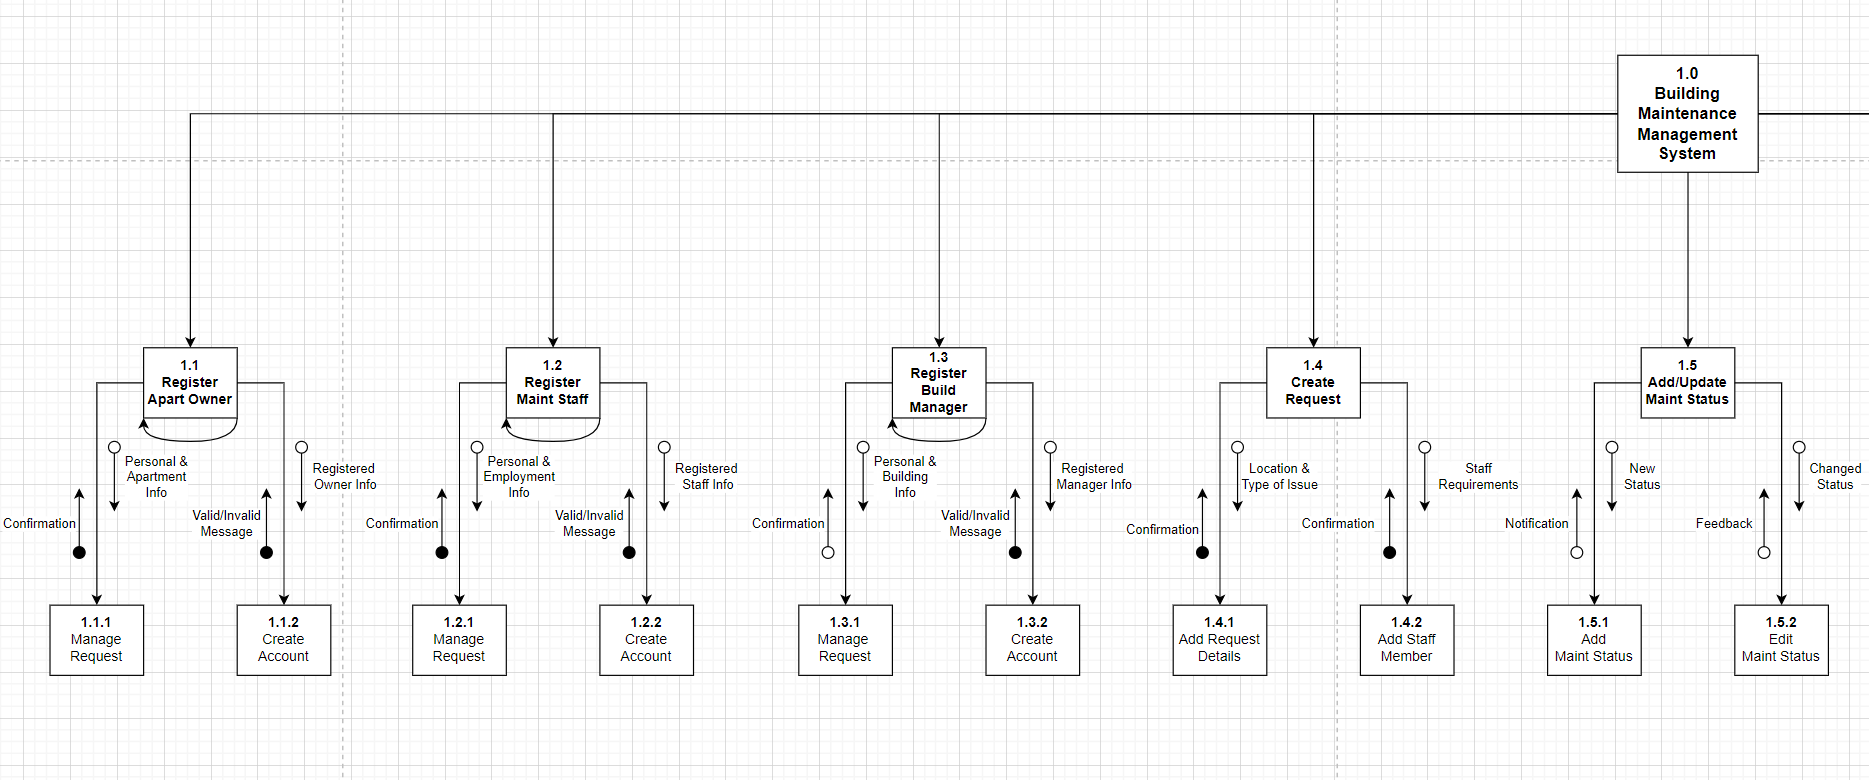 1.0
Building
Maintenance
Management
System
1.1
Register
Apart Owner
1.2
Register
Maint Staff
1.3
Register
Build
Manager
1.4
Create
Request
1.5
Add/Update
Maint Status
Personal &
Apartment
Info
Registered
Owner Info
Confirmation
Valid/Invalid
Message
Personal &
Employment
Info
Registered
Staff Info
Confirmation
Valid/Invalid
Message
Personal &
Building
Info
Registered
Manager Info
Confirmation
Valid/Invalid
Message
Location &
Type of Issue
Staff
Requirements
Confirmation
Confirmation
New
Status
Changed
Status
Notification
Feedback
1.1.1
Manage
Request
1.1.2
Create
Account
1.2.1
Manage
Request
1.2.2
Create
Account
1.3.1
Manage
Request
1.3.2
Create
Account
1.4.1
Add Request
Details
1.4.2
Add Staff
Member
1.5.1
Add
Maint Status
1.5.2
Edit
Maint Status